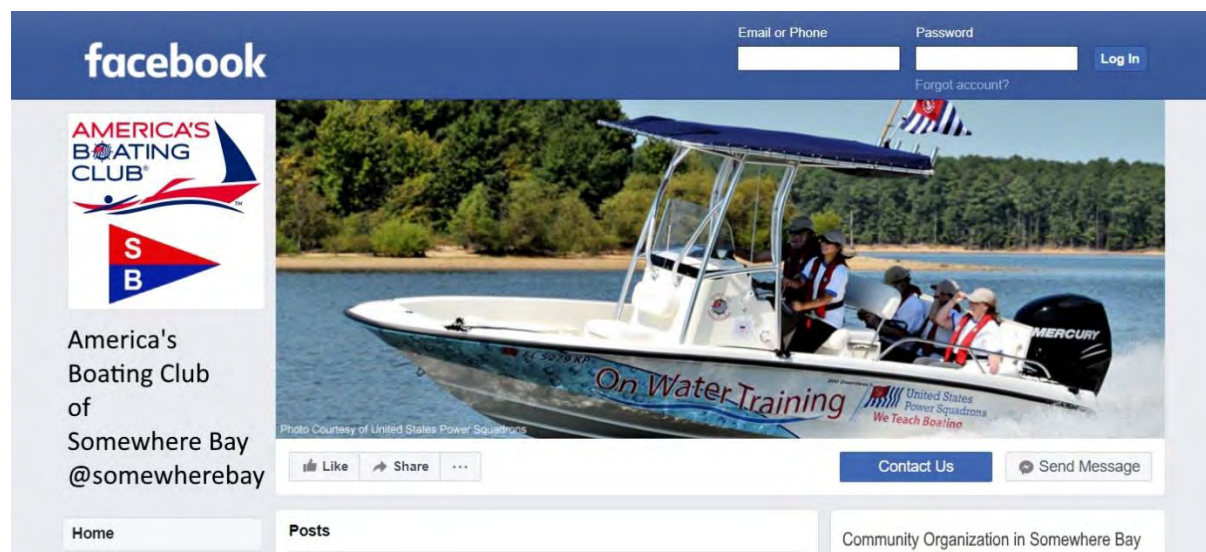 facebook
Email or Phone
Password
Log In
Forgot account?
AMERICA'S
BOATING
CLUB®
TM
S
B
America's
Boating Club
of
Somewhere Bay
@somewherebay
On Water Training
United States
Power Squadrons
We Teach Boating
MERCURY
Photo Courtesy of United States Power Squadrons
Like
Share
Contact Us
Send Message
Home
Posts
Community Organization in Somewhere Bay